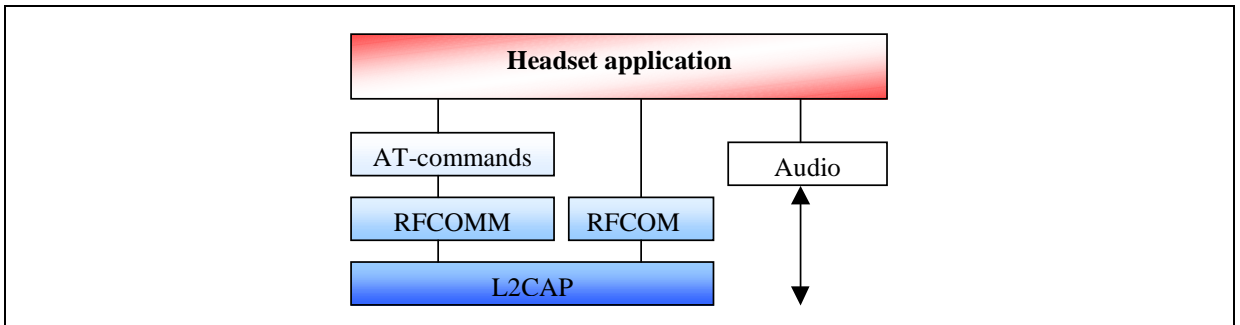 Headset application
AT-commands
Audio
RFCOMM
RFCOM
L2CAP